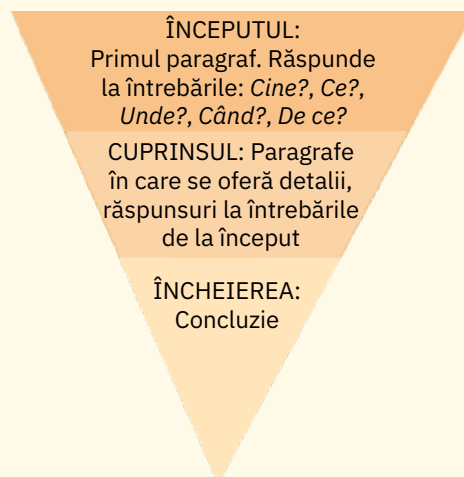 ÎNCEPUTUL:
Primul paragraf. Răspunde
la întrebările: Cine?, Ce?,
Unde?, Când?, De ce?
CUPRINSUL: Paragrafe
în care se oferă detalii,
răspunsuri la întrebările
de la început
ÎNCHEIEREA:
Concluzie